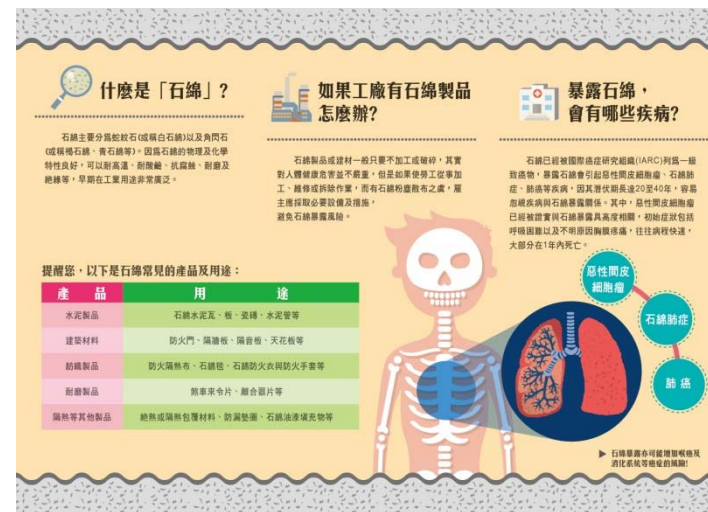 什麼是「石綿」?
石綿主要分為蛇紋石(或稱白石綿)以及角閃石
(或稱褐石綿、青石綿等)。因為石綿的物理及化學
特性良好,可以耐高溫、耐酸鹼、抗腐蝕、耐磨及
絕緣等,早期在工業用途非常廣泛。
如果工廠有石綿製品
怎麼辦?
石綿製品或建材一般只要不加工或破碎,其實
對人體健康危害並不嚴重,但是如果使勞工從事加
工、維修或拆除作業,而有石綿粉塵散布之虞,雇
主應採取必要設備及措施,
避免石綿暴露風險。
暴露石綿,
會有哪些疾病?
石綿已經被國際癌症研究組織(IARC)列為一級
致癌物,暴露石綿會引起惡性間皮細胞瘤、石綿肺
症、肺癌等疾病,因其潛伏期長達20至40年,容易
忽視疾病與石綿暴露關係。其中,惡性間皮細胞瘤
已經被證實與石綿暴露具高度相關,初始症狀包括
呼吸困難以及不明原因胸膜疼痛,往往病程快速,
大部分在1年內死亡。
提醒您,以下是石綿常見的產品及用途:
產 品 用 途
水泥製品 石綿水泥瓦、板、瓷磚、水泥管等
建築材料 防火門、隔牆板、隔音板、天花板等
紡織製品 防火隔熱布、石綿毯、石綿防火衣與防火手套等
耐磨製品 煞車來令片、離合器片等
隔熱等其他製品 絕熱或隔熱包覆材料、防漏墊圈、石綿油漆填充物等
惡性間皮
細胞瘤
石綿肺症
肺癌
▶ 石綿暴露亦可能增加喉癌及
消化系統等癌症的風險!